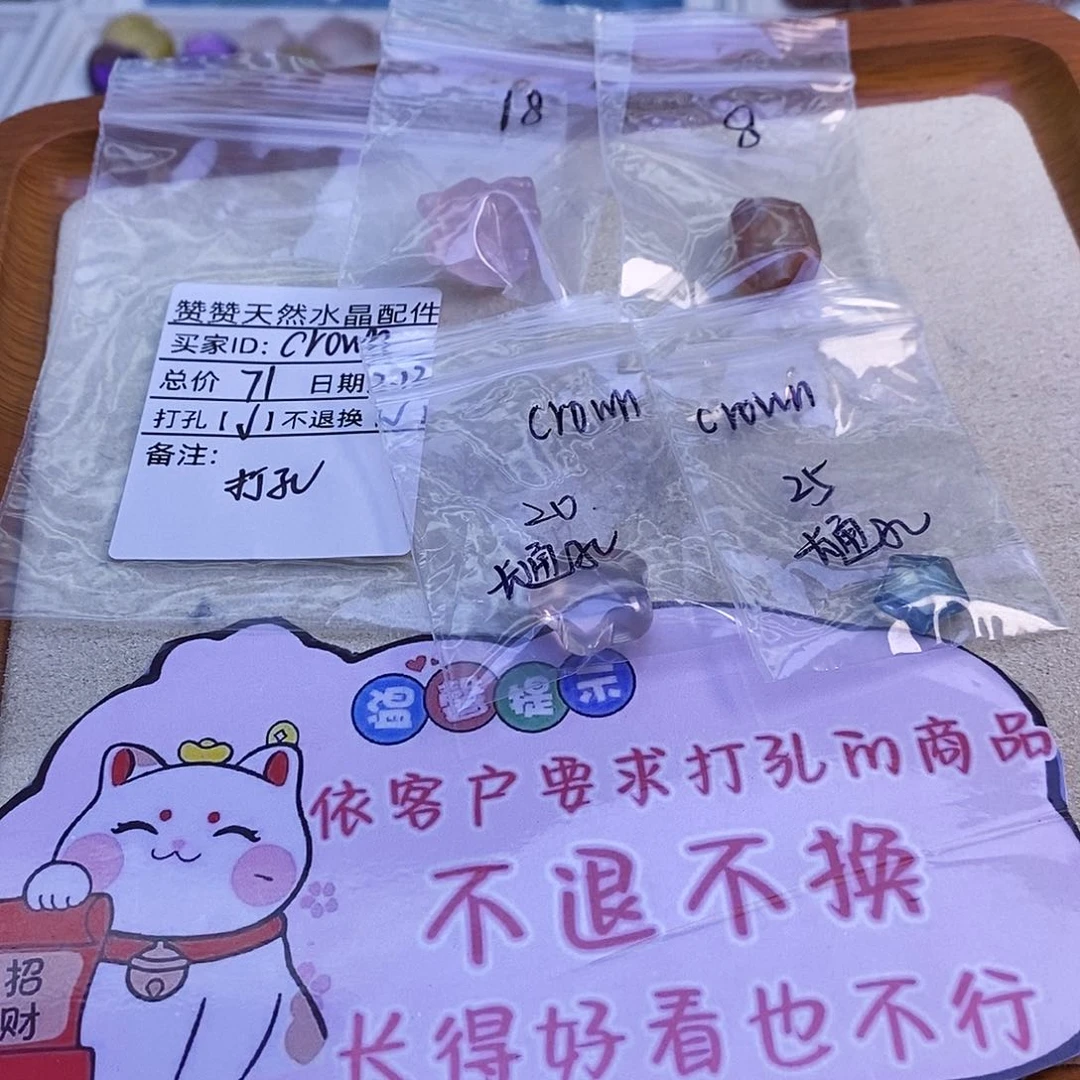 18
8
赞赞天然水晶配件
买家ID: crown
总价 71 日期 2-12
打孔【√】不退换【√】
备注:
打孔
crown
20
大通孔
crown
25
大通孔
温馨提示
依客户要求打孔的商品
不退不换
长得好看也不行
招
财